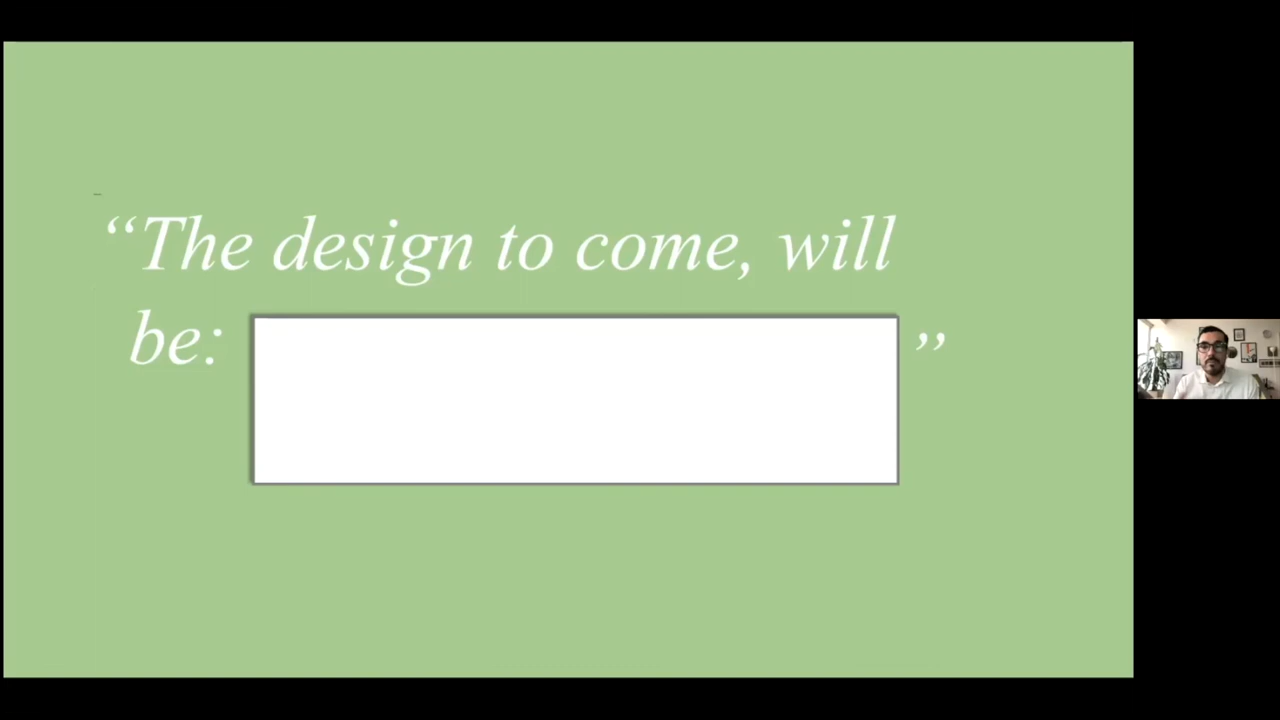 “The design to come, will
be: ”